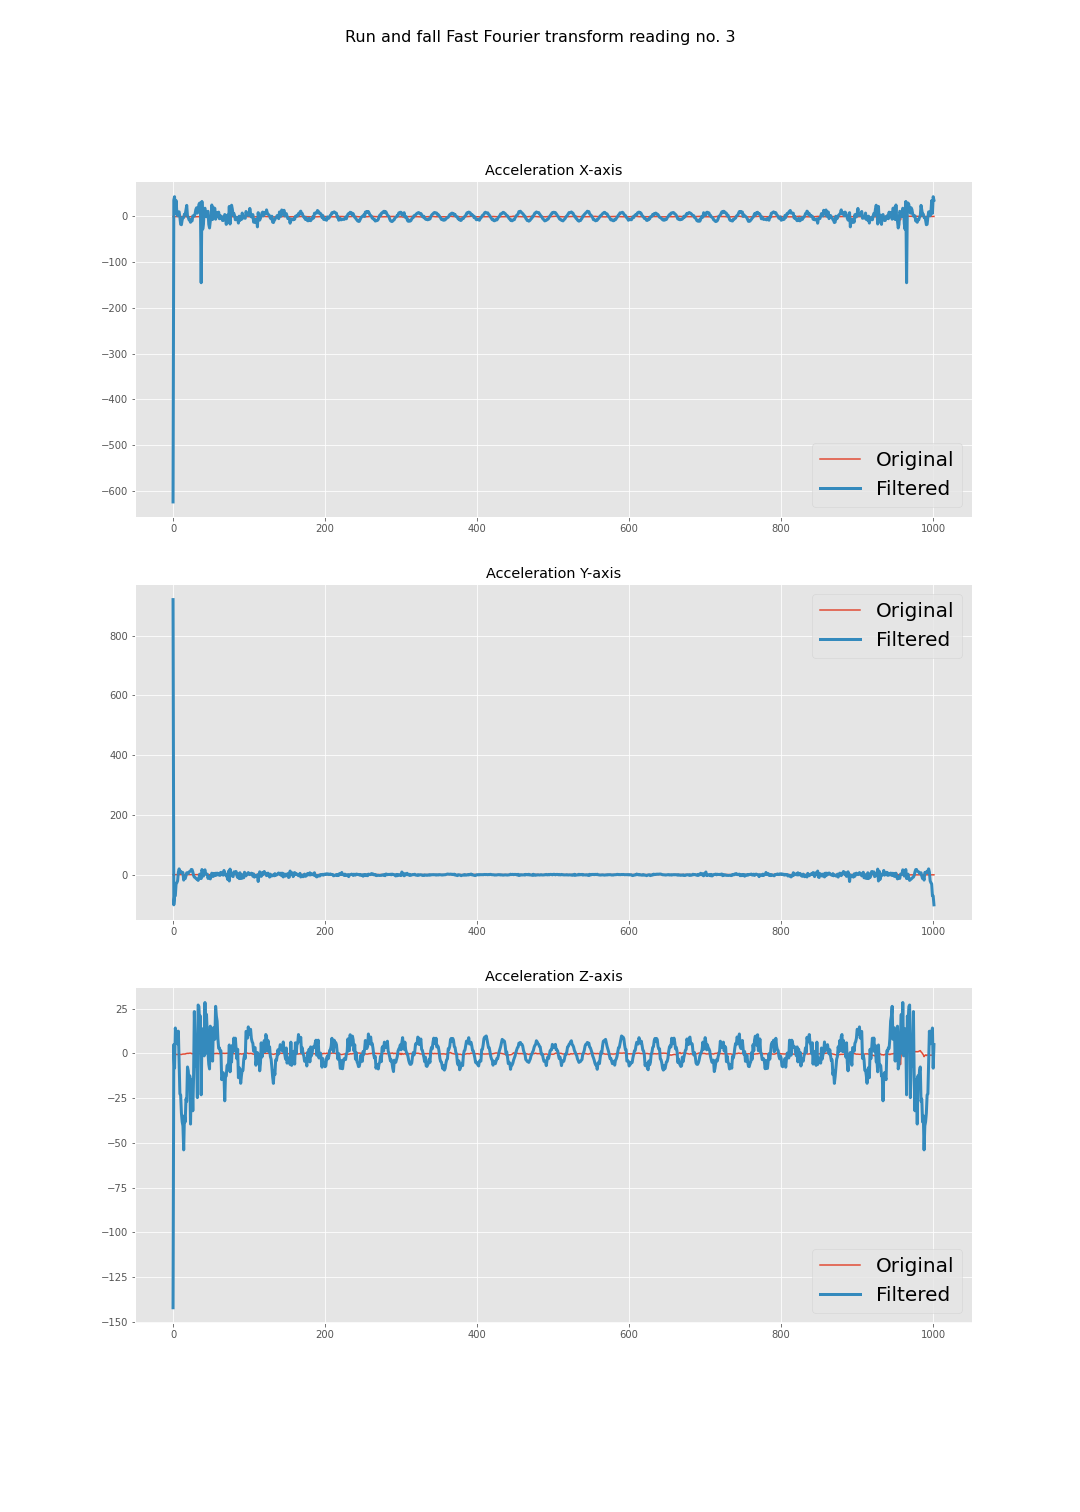 Run and fall Fast Fourier transform reading no. 3
Acceleration X-axis
0
−100
−200
−300
−400
−500
−600
Original
Filtered
0 200 400 600 800 1000
Acceleration Y-axis
Original
Filtered
800
600
400
200
0
0 200 400 600 800 1000
Acceleration Z-axis
25
0
−25
−50
−75
−100
−125
−150
Original
Filtered
0 200 400 600 800 1000